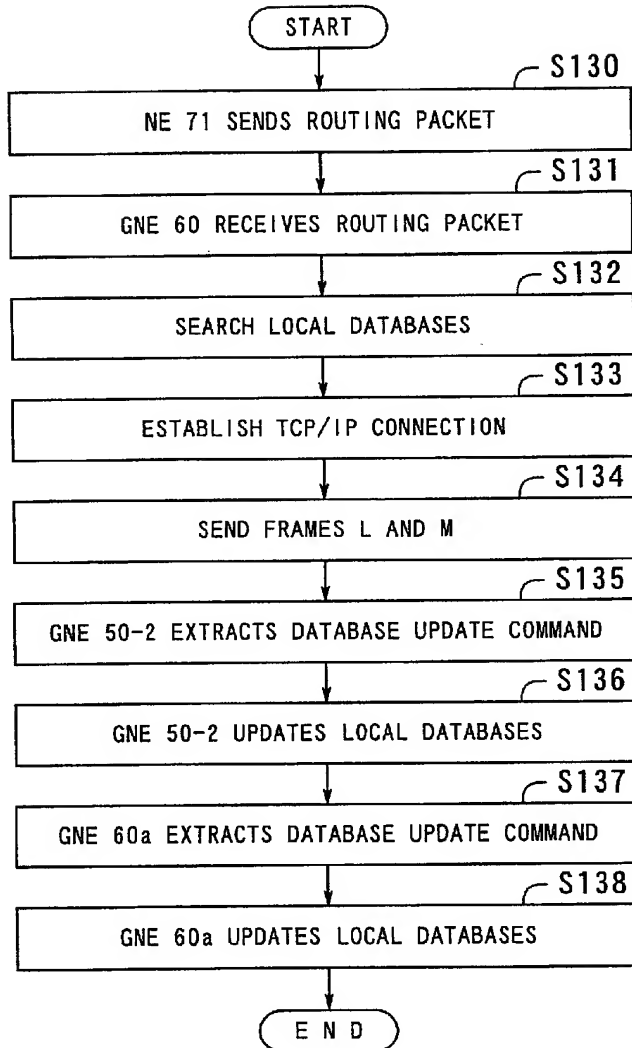 START
S130
NE 71 SENDS ROUTING PACKET
S131
GNE 60 RECEIVES ROUTING PACKET
S132
SEARCH LOCAL DATABASES
S133
ESTABLISH TCP/IP CONNECTION
S134
SEND FRAMES L AND M
S135
GNE 50-2 EXTRACTS DATABASE UPDATE COMMAND
S136
GNE 50-2 UPDATES LOCAL DATABASES
S137
GNE 60a EXTRACTS DATABASE UPDATE COMMAND
S138
GNE 60a UPDATES LOCAL DATABASES
E N D